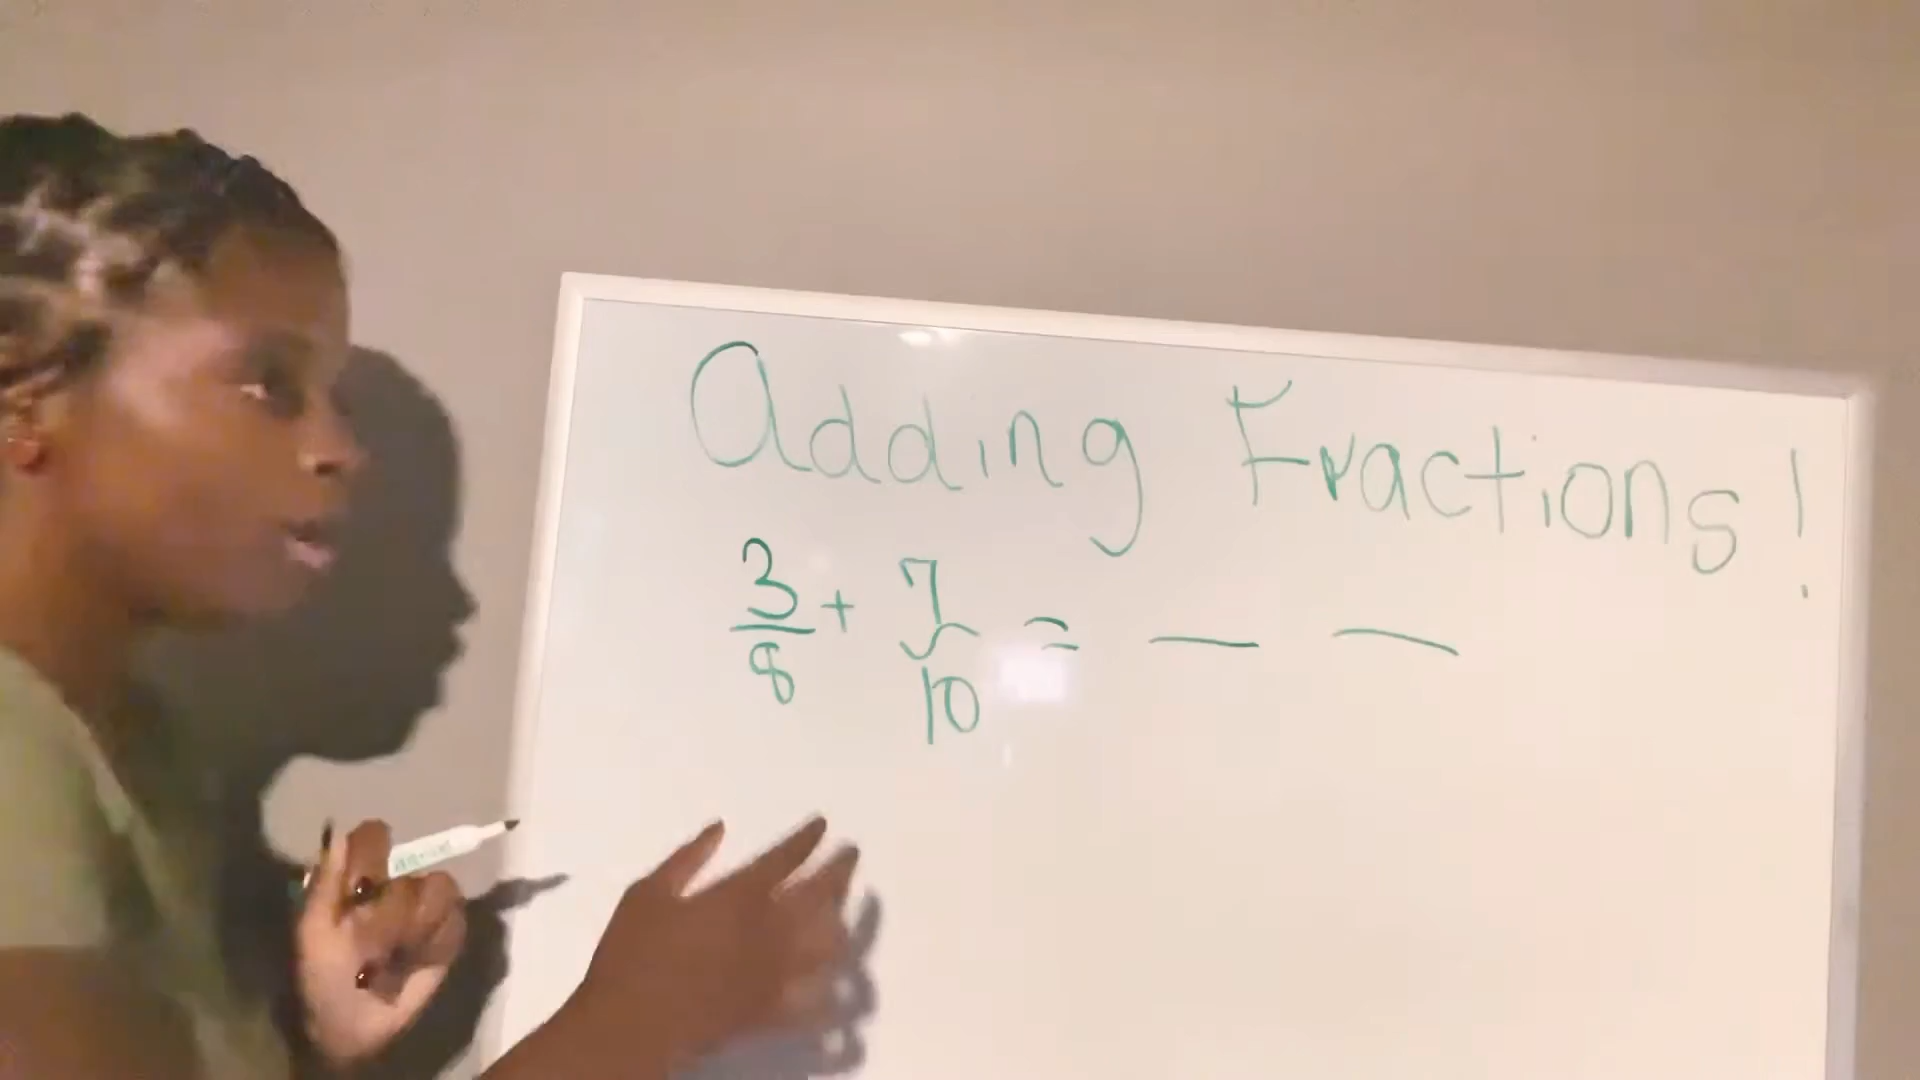 Adding Fractions!
3/8 + 7/10 = — —